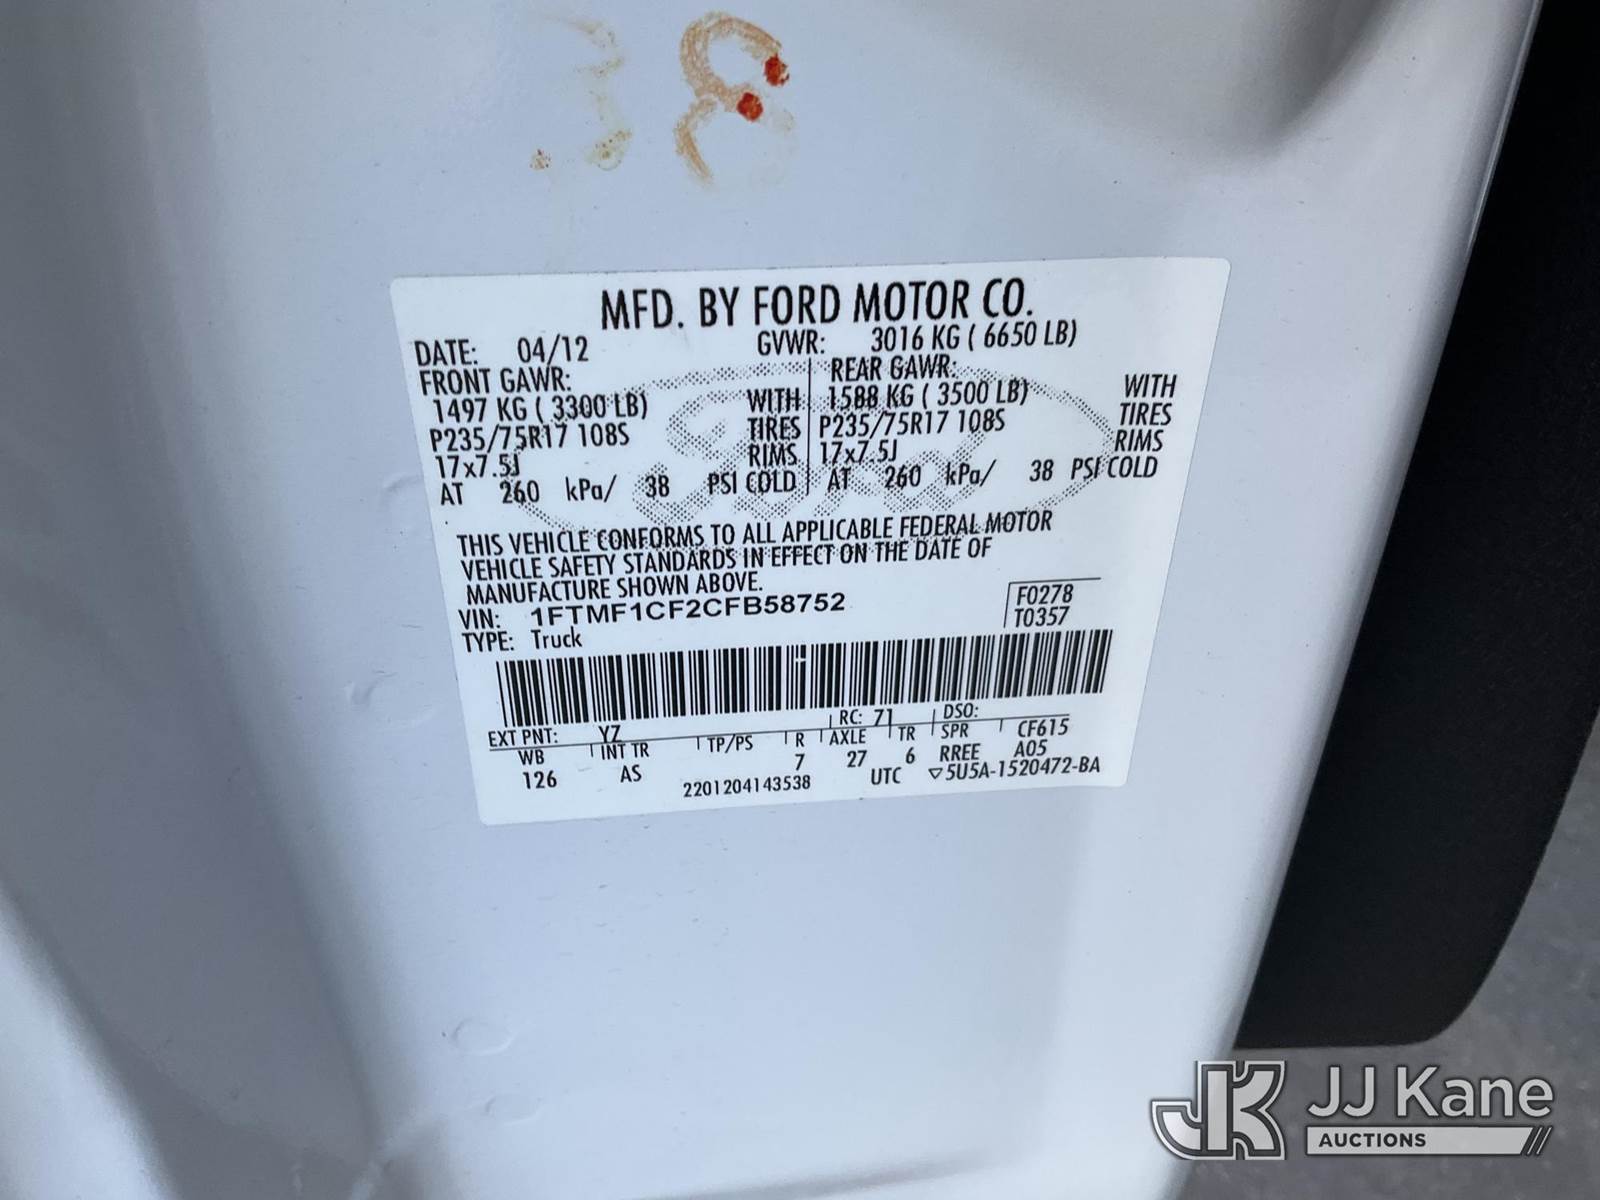 38
MFD. BY FORD MOTOR CO.
DATE: 04/12 GVWR: 3016 KG ( 6650 LB)
FRONT GAWR: REAR GAWR:
1497 KG ( 3300 LB) WITH 1588 KG ( 3500 LB) WITH
P235/75R17 108S TIRES P235/75R17 108S TIRES
17x7.5J RIMS 17x7.5J RIMS
AT 260 kPa/ 38 PSI COLD AT 260 kPa/ 38 PSI COLD
THIS VEHICLE CONFORMS TO ALL APPLICABLE FEDERAL MOTOR
VEHICLE SAFETY STANDARDS IN EFFECT ON THE DATE OF
MANUFACTURE SHOWN ABOVE.
VIN: 1FTMF1CF2CFB58752 F0278
TYPE: Truck T0357
EXT PNT: YZ RC: 71 DSO:
WB INT TR TP/PS R AXLE TR SPR CF615
126 AS 7 27 6 RREE A05
2201204143538 UTC ▽5U5A-1520472-BA
JK JJ Kane
AUCTIONS